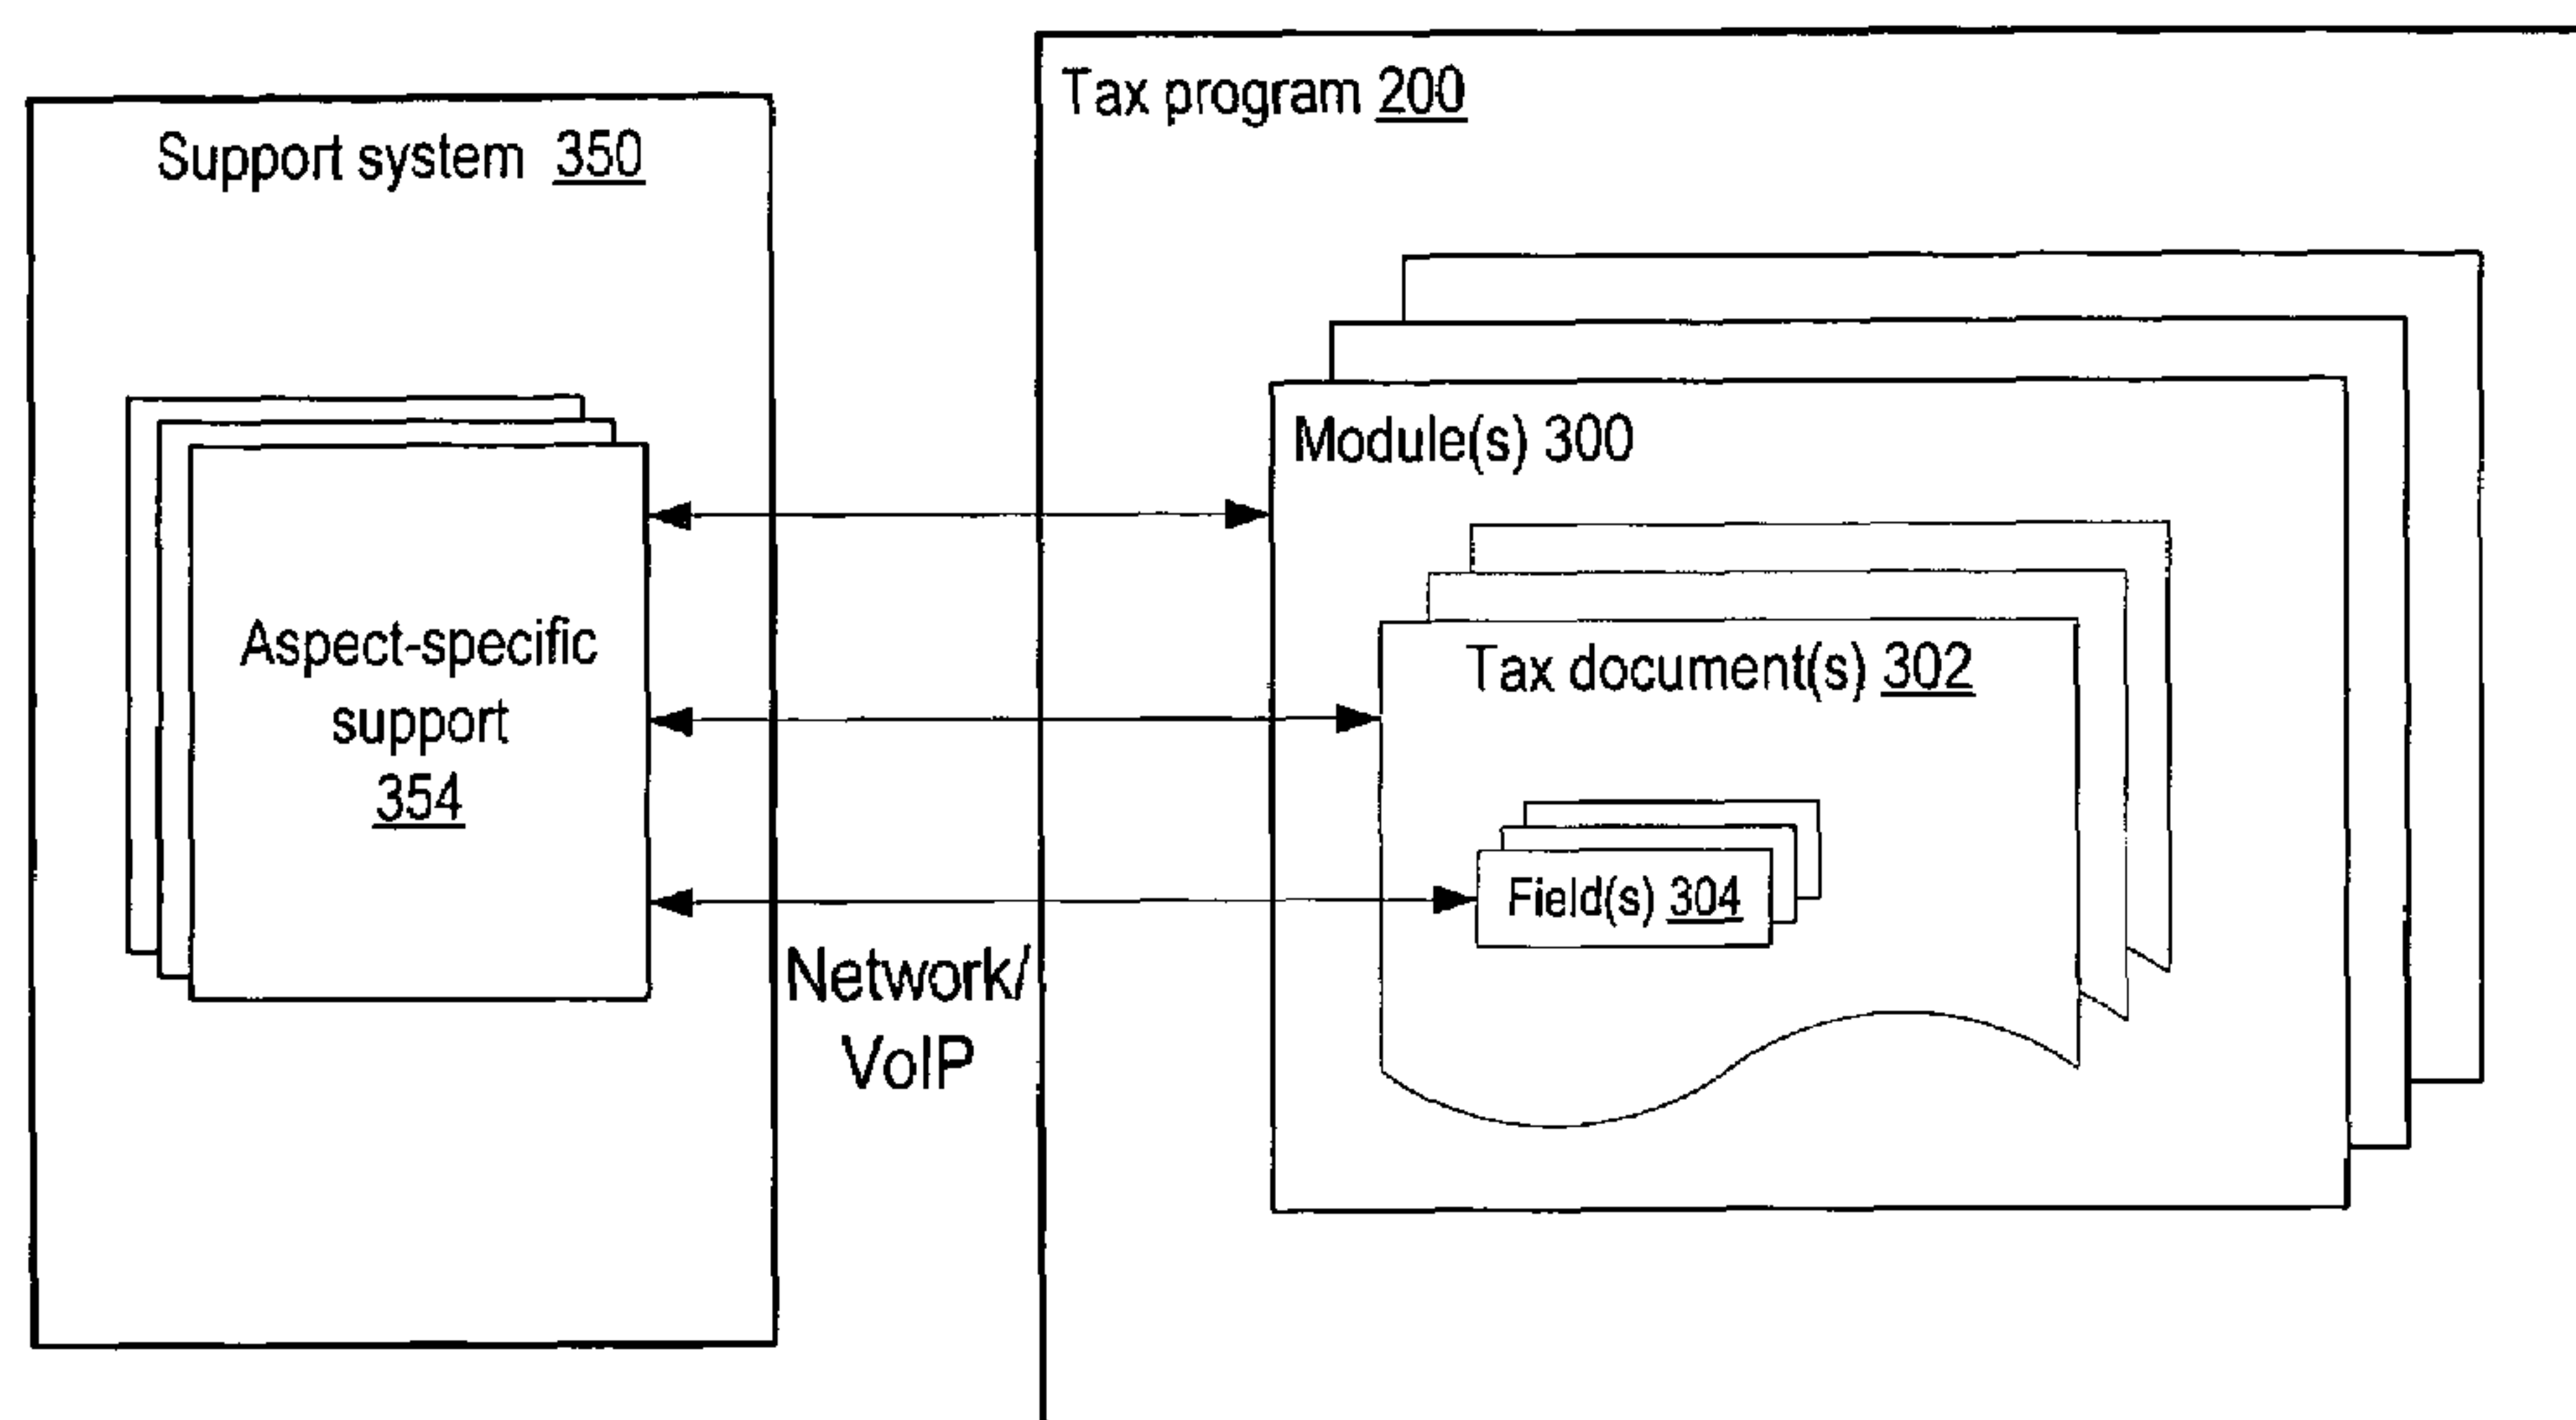 Support system 350
Aspect-specific
support
354
Network/
VoIP
Tax program 200
Module(s) 300
Tax document(s) 302
Field(s) 304